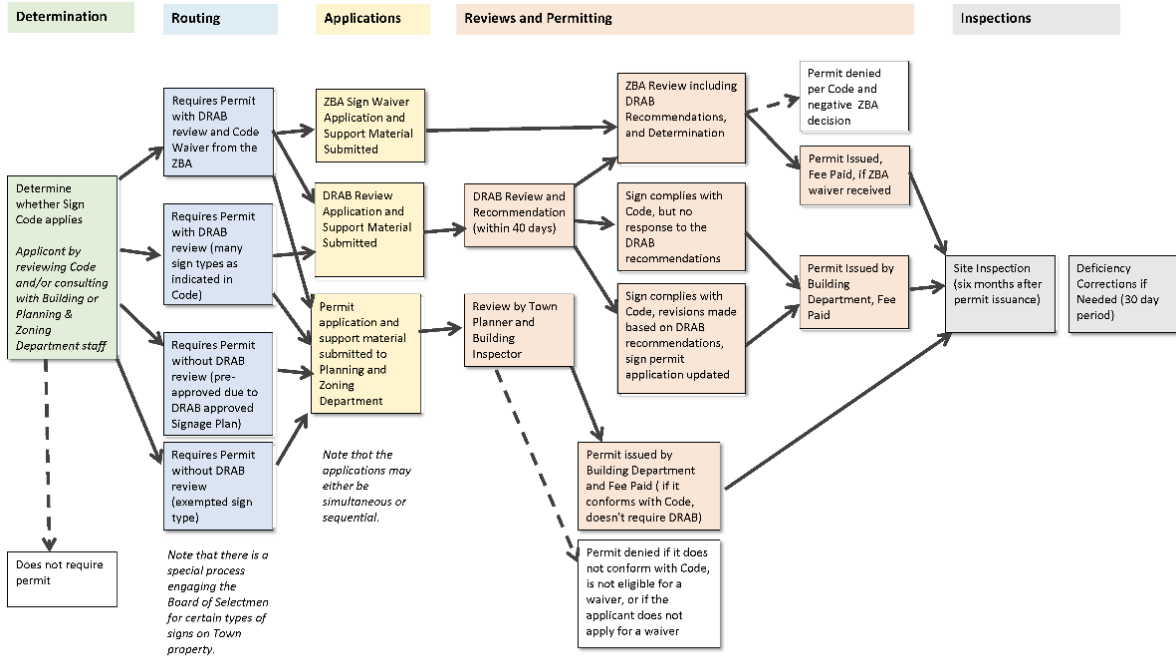 Determination
Routing
Applications
Reviews and Permitting
Inspections
Determine
whether Sign
Code applies
Applicant by
reviewing Code
and/or consulting
with Building or
Planning &
Zoning
Department staff
Does not require
permit
Requires Permit
with DRAB
review and Code
Waiver from the
ZBA
Requires Permit
with DRAB
review (many
sign types as
indicated in
Code)
Requires Permit
without DRAB
review (pre-
approved due to
DRAB approved
Signage Plan)
Requires Permit
without DRAB
review
(exempted sign
type)
Note that there is a
special process
engaging the
Board of Selectmen
for certain types of
signs on Town
property.
ZBA Sign Waiver
Application and
Support Material
Submitted
DRAB Review
Application and
Support Material
Submitted
Permit
application and
support material
submitted to
Planning and
Zoning
Department
Note that the
applications may
either be
simultaneous or
sequential.
DRAB Review and
Recommendation
(within 40 days)
Review by Town
Planner and
Building
Inspector
ZBA Review including
DRAB
Recommendations,
and Determination
Sign complies with
Code, but no
response to the
DRAB
recommendations
Sign complies with
Code, revisions made
based on DRAB
recommendations,
sign permit
application updated
Permit issued by
Building Department
and Fee Paid ( if it
conforms with Code,
doesn't require DRAB)
Permit denied if it does
not conform with Code,
is not eligible for a
waiver, or if the
applicant does not
apply for a waiver
Permit denied
per Code and
negative ZBA
decision
Permit Issued,
Fee Paid, if ZBA
waiver received
Permit Issued by
Building
Department, Fee
Paid
Site Inspection
(six months after
permit issuance)
Deficiency
Corrections if
Needed (30 day
period)